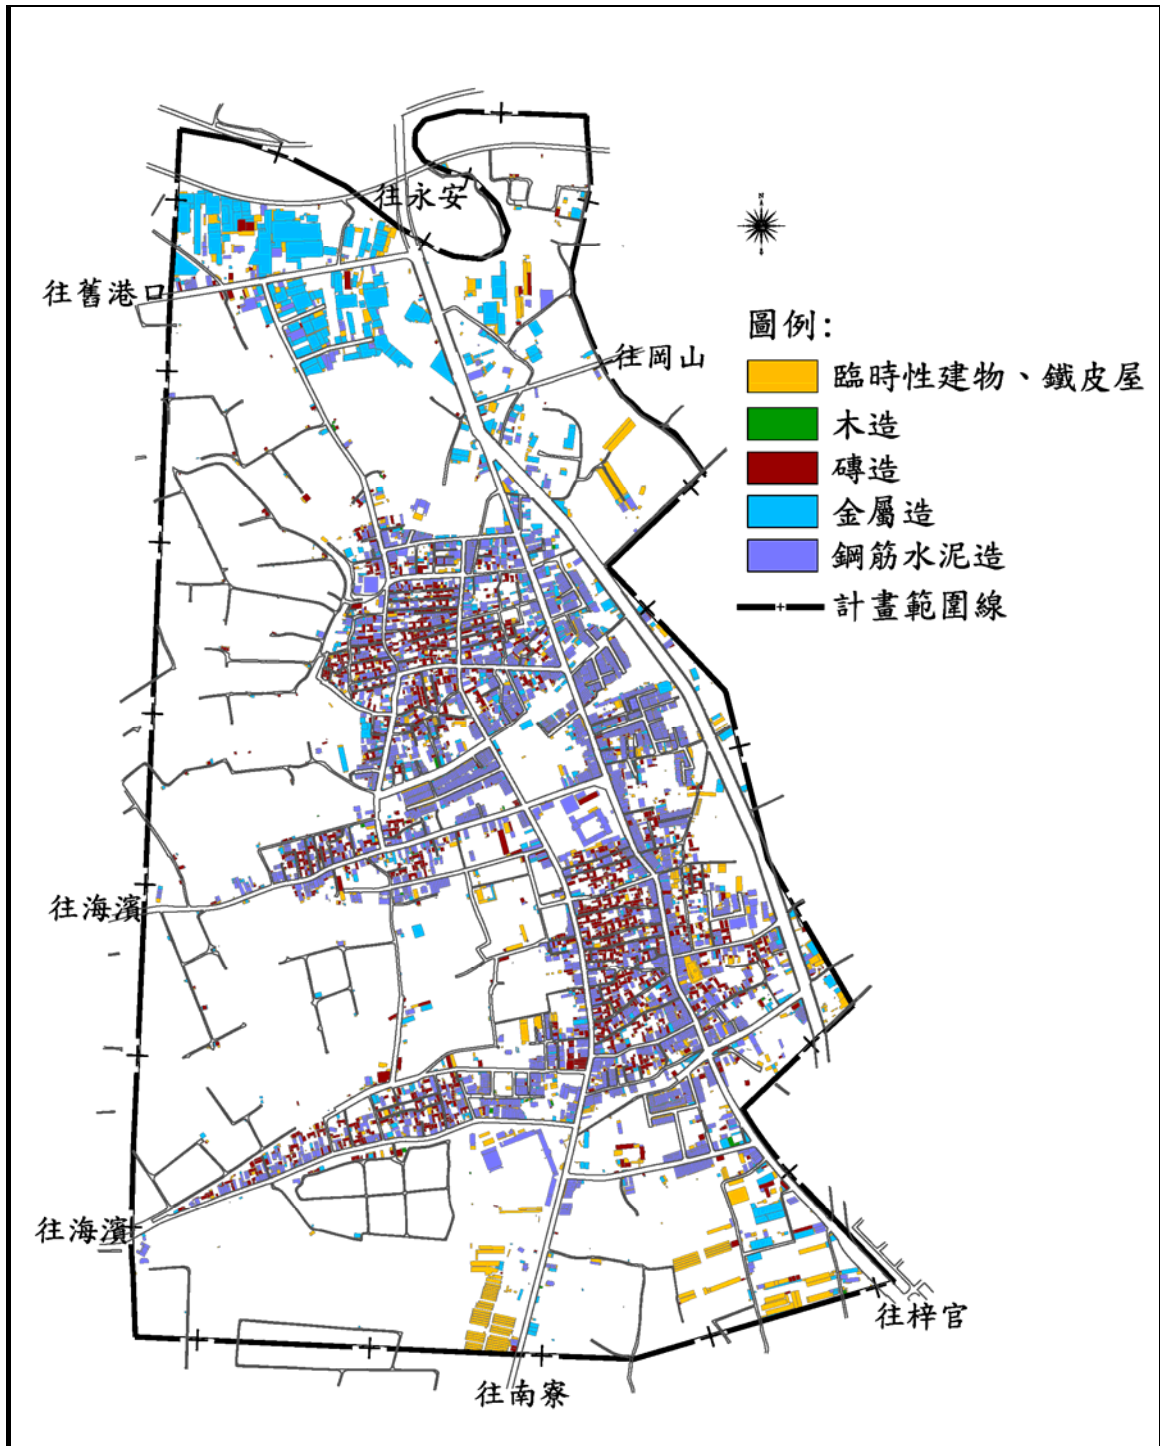 往永安
N
往舊港口
圖例:
往岡山
臨時性建物、鐵皮屋
木造
磚造
金屬造
鋼筋水泥造
計畫範圍線
往海濱
往海濱
往梓官
往南寮